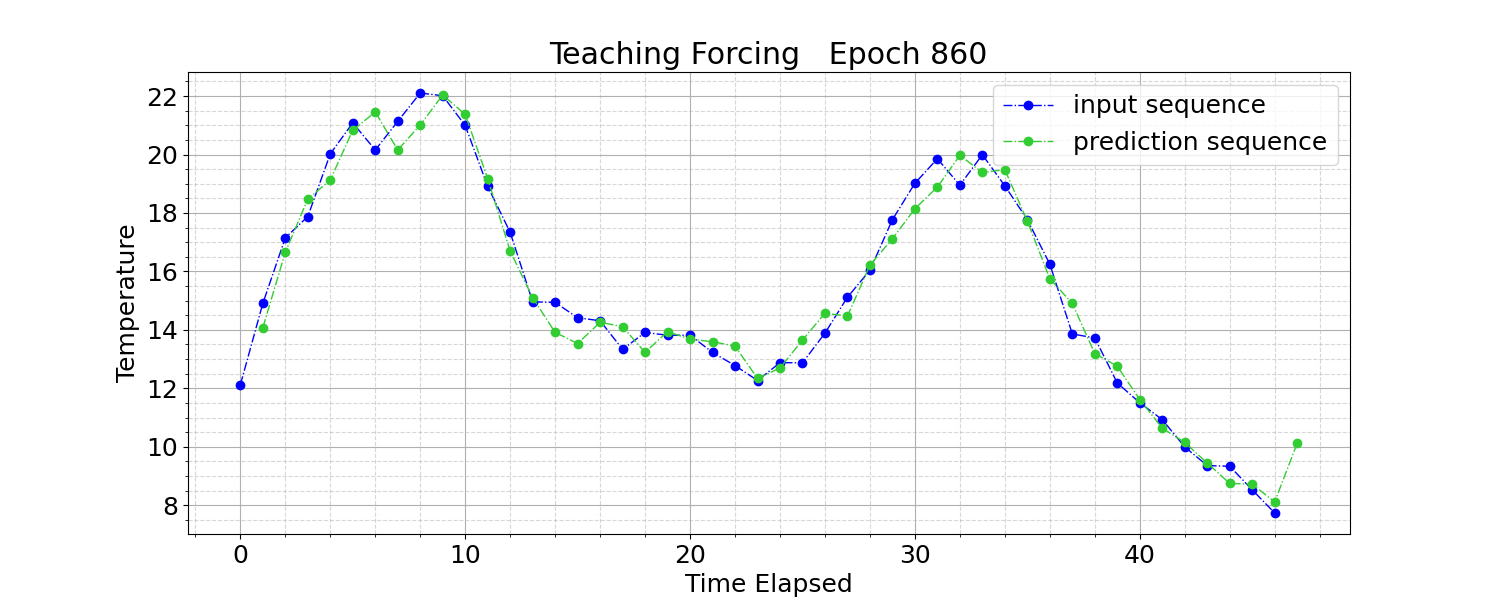 Teaching Forcing   Epoch 860
input sequence
prediction sequence
Temperature
22
20
18
16
14
12
10
8
0 10 20 30 40
Time Elapsed